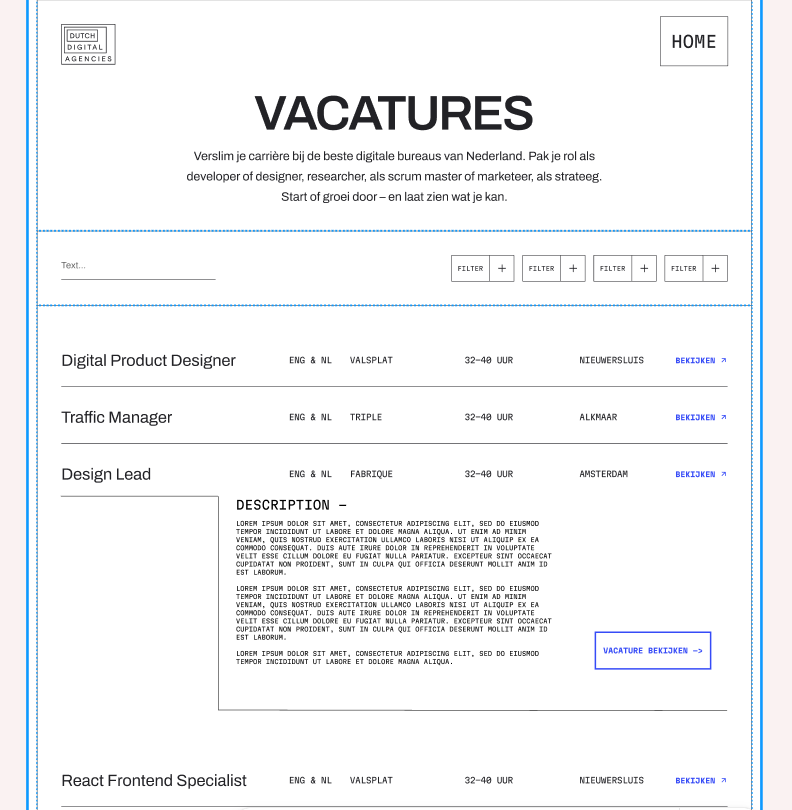 DUTCH
DIGITAL
AGENCIES
HOME
VACATURES
Verslim je carrière bij de beste digitale bureaus van Nederland. Pak je rol als
developer of designer, researcher, als scrum master of marketeer, als strateeg.
Start of groei door – en laat zien wat je kan.
Text...
FILTER +
FILTER +
FILTER +
FILTER +
Digital Product Designer ENG & NL VALSPLAT 32–40 UUR NIEUWERSLUIS BEKIJKEN ↗
Traffic Manager ENG & NL TRIPLE 32–40 UUR ALKMAAR BEKIJKEN ↗
Design Lead ENG & NL FABRIQUE 32–40 UUR AMSTERDAM BEKIJKEN ↗
DESCRIPTION –
LOREM IPSUM DOLOR SIT AMET, CONSECTETUR ADIPISCING ELIT, SED DO EIUSMOD
TEMPOR INCIDIDUNT UT LABORE ET DOLORE MAGNA ALIQUA. UT ENIM AD MINIM
VENIAM, QUIS NOSTRUD EXERCITATION ULLAMCO LABORIS NISI UT ALIQUIP EX EA
COMMODO CONSEQUAT. DUIS AUTE IRURE DOLOR IN REPREHENDERIT IN VOLUPTATE
VELIT ESSE CILLUM DOLORE EU FUGIAT NULLA PARIATUR. EXCEPTEUR SINT OCCAECAT
CUPIDATAT NON PROIDENT, SUNT IN CULPA QUI OFFICIA DESERUNT MOLLIT ANIM ID
EST LABORUM.
LOREM IPSUM DOLOR SIT AMET, CONSECTETUR ADIPISCING ELIT, SED DO EIUSMOD
TEMPOR INCIDIDUNT UT LABORE ET DOLORE MAGNA ALIQUA. UT ENIM AD MINIM
VENIAM, QUIS NOSTRUD EXERCITATION ULLAMCO LABORIS NISI UT ALIQUIP EX EA
COMMODO CONSEQUAT. DUIS AUTE IRURE DOLOR IN REPREHENDERIT IN VOLUPTATE
VELIT ESSE CILLUM DOLORE EU FUGIAT NULLA PARIATUR. EXCEPTEUR SINT OCCAECAT
CUPIDATAT NON PROIDENT, SUNT IN CULPA QUI OFFICIA DESERUNT MOLLIT ANIM ID
EST LABORUM.
LOREM IPSUM DOLOR SIT AMET, CONSECTETUR ADIPISCING ELIT, SED DO EIUSMOD
TEMPOR INCIDIDUNT UT LABORE ET DOLORE MAGNA ALIQUA.
VACATURE BEKIJKEN –>
React Frontend Specialist ENG & NL VALSPLAT 32–40 UUR NIEUWERSLUIS BEKIJKEN ↗